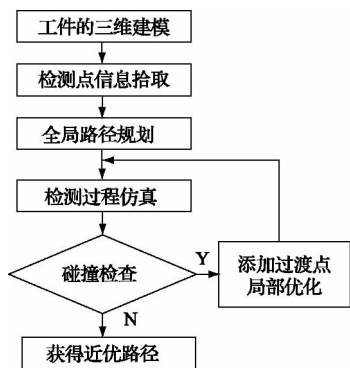 工件的三维建模
检测点信息拾取
全局路径规划
检测过程仿真
碰撞检查
Y
添加过渡点
局部优化
N
获得近优路径